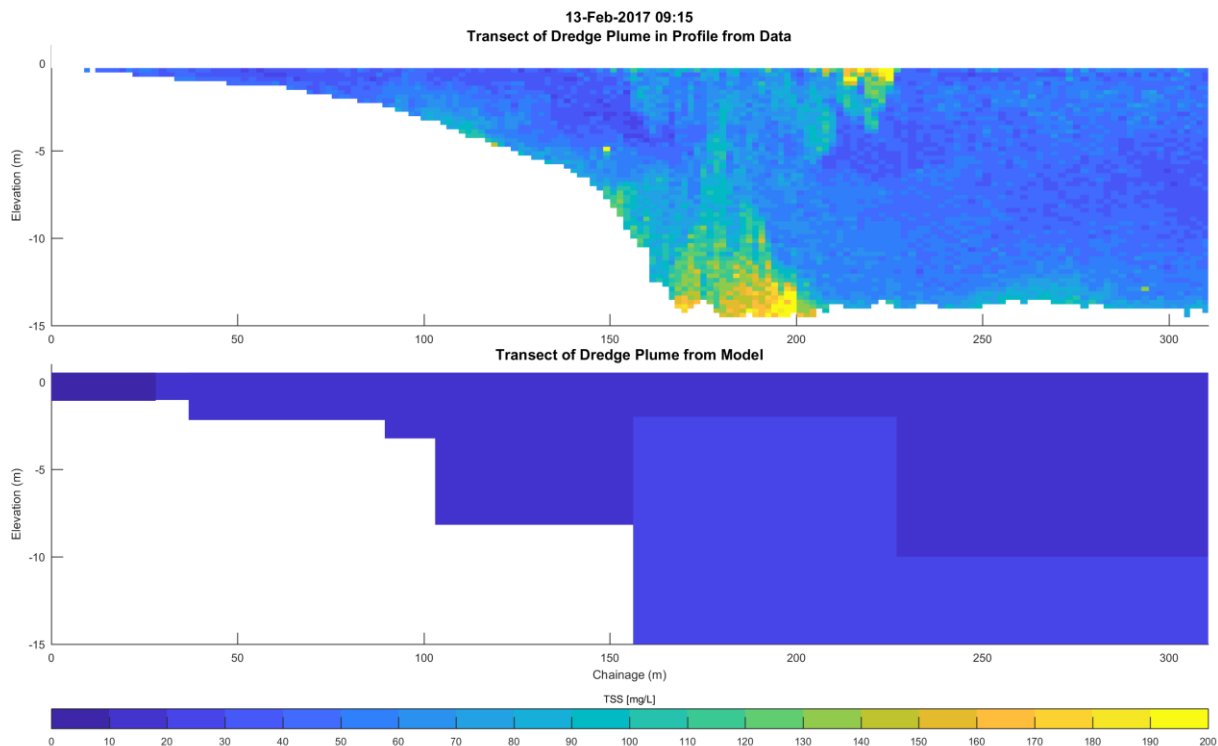 13-Feb-2017 09:15
Transect of Dredge Plume in Profile from Data
Elevation (m)
0
-5
-10
-15
0 50 100 150 200 250 300
Transect of Dredge Plume from Model
Elevation (m)
0
-5
-10
-15
0 50 100 150 200 250 300
Chainage (m)
TSS [mg/L]
0 10 20 30 40 50 60 70 80 90 100 110 120 130 140 150 160 170 180 190 200